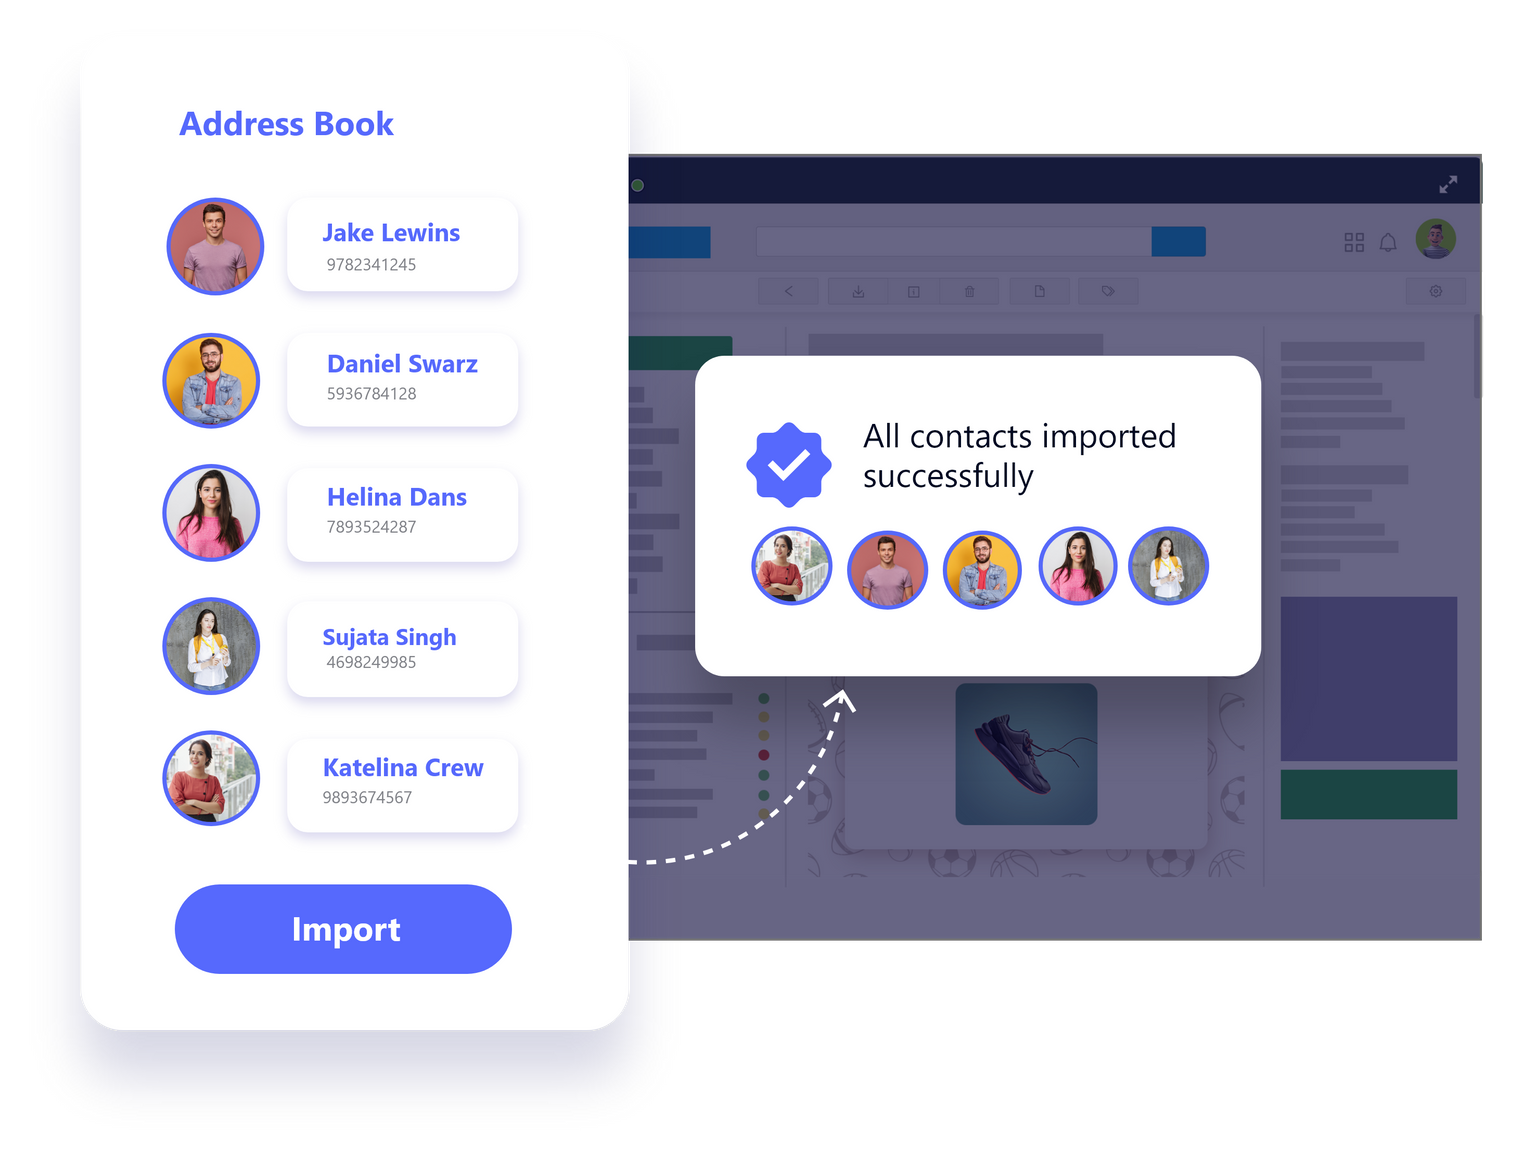 Address Book
Jake Lewins
9782341245
Daniel Swarz
5936784128
Helina Dans
7893524287
Sujata Singh
4698249985
Katelina Crew
9893674567
Import
All contacts imported
successfully